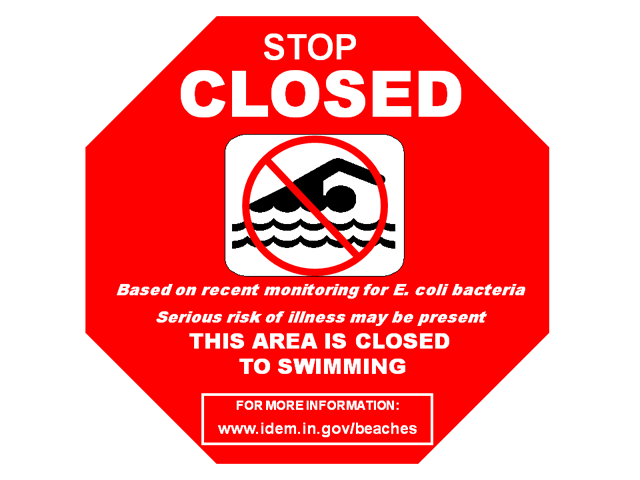 STOP
CLOSED
Based on recent monitoring for E. coli bacteria
Serious risk of illness may be present
THIS AREA IS CLOSED
TO SWIMMING
FOR MORE INFORMATION:
www.idem.in.gov/beaches